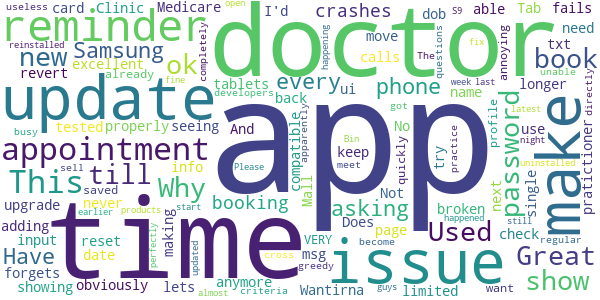 useless card Clinic Medicare I'd able Tab open fails
reinstalled crashes dob S9
reminder doctor
new Samsung move annoying The fix need
excellent ok calls questions book
revert already completely tablets every phone happening txt unable
update developers back ui longer
busy tested properly seeing And name profile latest
appointment compatible apparently Bin No got week last night
This till info Why Please meet keep quickly try practice password make
upgrade saved never booking Mail asking Not next single use uninstalled
adding earlier products time app Used broken pratictioner directly
Have input reset sell date perfectly making Does page happened check still regular
forgets start updated VERY issue Great
showing obviously anymore cross msg become want
almost criteria lets Wantirna greedy guys limited show